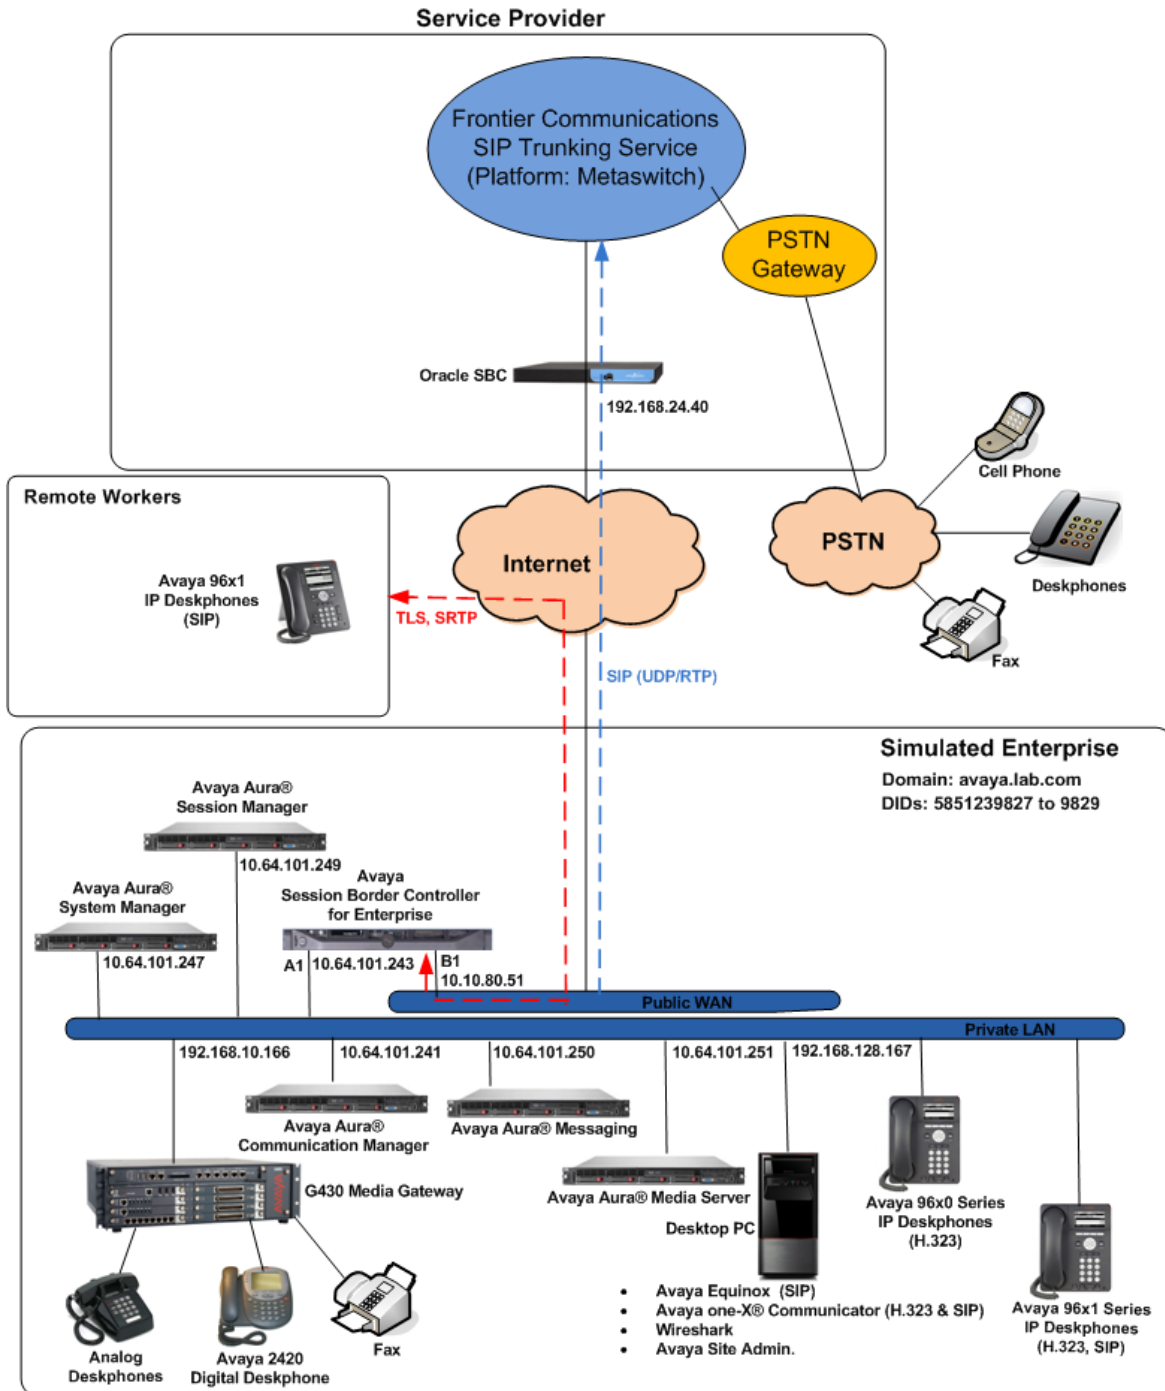 Service Provider
Frontier Communications
SIP Trunking Service
(Platform: Metaswitch)
PSTN
Gateway
Oracle SBC
192.168.24.40
Cell Phone
Remote Workers
Internet
PSTN
Avaya 96x1
IP Deskphones
(SIP)
Deskphones
TLS, SRTP
Fax
SIP (UDP/RTP)
Simulated Enterprise
Domain: avaya.lab.com
DIDs: 5851239827 to 9829
Avaya Aura®
Session Manager
10.64.101.249
Avaya Aura®
System Manager
10.64.101.247
Avaya
Session Border Controller
for Enterprise
A1
10.64.101.243
B1
10.10.80.51
Public WAN
Private LAN
192.168.10.166
10.64.101.241
10.64.101.250
10.64.101.251
192.168.128.167
Avaya Aura®
Communication Manager
Avaya Aura® Messaging
G430 Media Gateway
AVAYA
Avaya Aura® Media Server
Desktop PC
Avaya 96x0 Series
IP Deskphones
(H.323)
• Avaya Equinox (SIP)
• Avaya one-X® Communicator (H.323 & SIP)
• Wireshark
• Avaya Site Admin.
Avaya 96x1 Series
IP Deskphones
(H.323, SIP)
Analog
Deskphones
Avaya 2420
Digital Deskphone
Fax